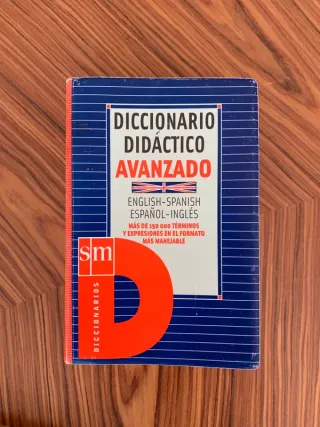 DICCIONARIO
DIDÁCTICO
AVANZADO
ENGLISH-SPANISH
ESPAÑOL-INGLÉS
MÁS DE 150 000 TÉRMINOS
Y EXPRESIONES EN EL FORMATO
MÁS MANEJABLE
sm
DICCIONARIOS